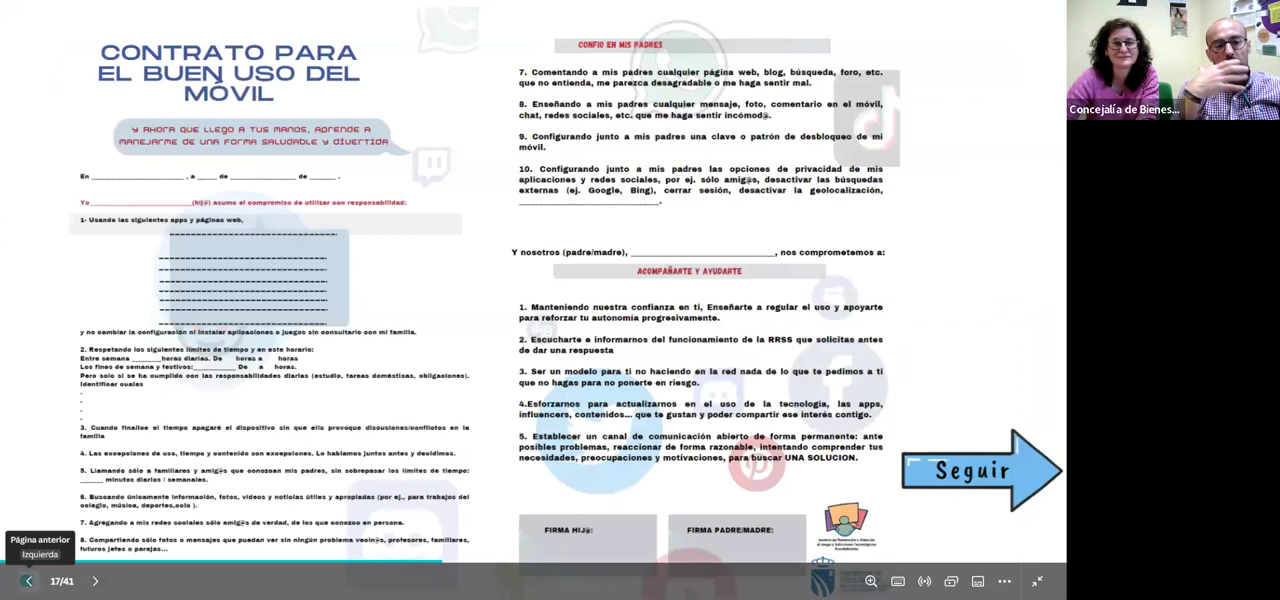 CONTRATO PARA
EL BUEN USO DEL
MÓVIL
Y AHORA QUE LLEGO A TUS MANOS, APRENDE A
MANEJARME DE UNA FORMA SALUDABLE Y DIVERTIDA
En ____________________ , a ____ de ______________ de ______ .
Yo______________________(hij@) asumo el compromiso de utilizar con responsabilidad:
1- Usando las siguientes apps y páginas web,
y no cambiar la configuración ni instalar aplicaciones o juegos sin consultarlo con mi familia.
2. Respetando los siguientes límites de tiempo y en este horario:
Entre semana _______horas diarias. De horas a horas
Los fines de semana y festivos:__________ De a horas.
Pero sólo si se ha cumplido con las responsabilidades diarias (estudio, tareas domésticas, obligaciones).
Identificar cuales
.
.
.
.
3. Cuando finalice el tiempo apagaré el dispositivo sin que ello provoque discusiones/conflictos en la
familia
4. Las excepciones de uso, tiempo y contenido son excepciones. Lo hablamos juntos antes y decidimos.
5. Llamando sólo a familiares y amig@s que conozcan mis padres, sin sobrepasar los límites de tiempo:
______ minutos diarios / semanales.
6. Buscando únicamente información, fotos, vídeos y noticias útiles y apropiadas (por ej., para trabajos del
colegio, música, deportes,ocio ).
7. Agregando a mis redes sociales sólo amig@s de verdad, de los que conozco en persona.
8. Compartiendo sólo fotos o mensajes que puedan ver sin ningún problema vecin@s, profesores, familiares,
futuros jefes o parejas...
CONFIO EN MIS PADRES
7. Comentando a mis padres cualquier página web, blog, búsqueda, foro, etc.
que no entienda, me parezca desagradable o me haga sentir mal.
8. Enseñando a mis padres cualquier mensaje, foto, comentario en el móvil,
chat, redes sociales, etc. que me haga sentir incómod@.
9. Configurando junto a mis padres una clave o patrón de desbloqueo de mi
móvil.
10. Configurando junto a mis padres las opciones de privacidad de mis
aplicaciones y redes sociales, por ej. sólo amig@s, desactivar las búsquedas
externas (ej. Google, Bing), cerrar sesión, desactivar la geolocalización,
______________________________.
Y nosotros (padre/madre), ______________________________, nos comprometemos a:
ACOMPAÑARTE Y AYUDARTE
1. Manteniendo nuestra confianza en ti, Enseñarte a regular el uso y apoyarte
para reforzar tu autonomía progresivamente.
2. Escucharte e informarnos del funcionamiento de la RRSS que solicitas antes
de dar una respuesta
3. Ser un modelo para ti no haciendo en la red nada de lo que te pedimos a ti
que no hagas para no ponerte en riesgo.
4.Esforzarnos para actualizarnos en el uso de la tecnología, las apps,
influencers, contenidos... que te gustan y poder compartir ese interés contigo.
5. Establecer un canal de comunicación abierto de forma permanente: ante
posibles problemas, reaccionar de forma razonable, intentando comprender tus
necesidades, preocupaciones y motivaciones, para buscar UNA SOLUCION.
FIRMA HIJ@:
FIRMA PADRE/MADRE:
Seguir
Concejalía de Bienes...
Página anterior
Izquierda
17/41